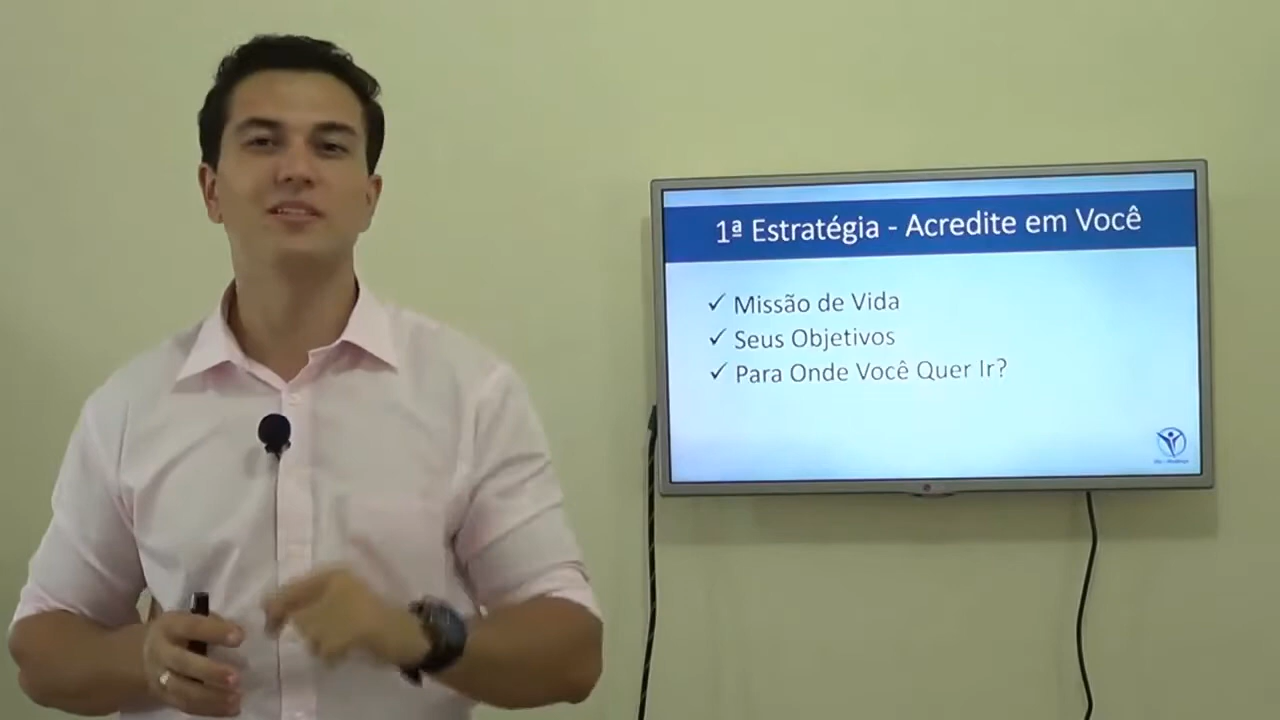 1ª Estratégia - Acredite em Você
✓ Missão de Vida
✓ Seus Objetivos
✓ Para Onde Você Quer Ir?